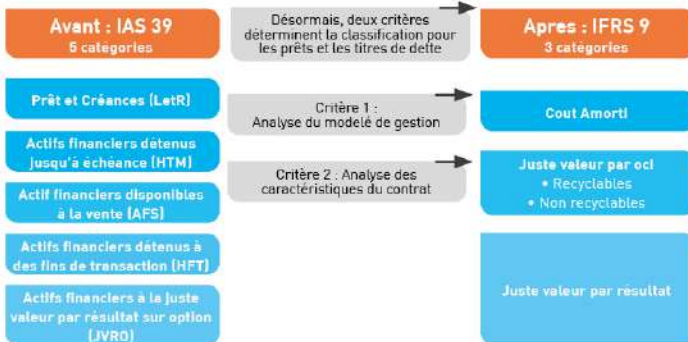 Avant : IAS 39
5 catégories
Prêt et Créances (LetR)
Actifs financiers détenus
jusqu'à échéance (HTM)
Actif financiers disponibles
à la vente (AFS)
Actifs financiers détenus à
des fins de transaction (HFT)
Actifs financiers à la juste
valeur par résultat sur option
(JVRO)
Désormais, deux critères
déterminent la classification pour
les prêts et les titres de dette
Critère 1 :
Analyse du modelé de gestion
Critère 2 : Analyse des
caractéristiques du contrat
Apres : IFRS 9
3 catégories
Cout Amorti
Juste valeur par oci
• Recyclables
• Non recyclables
Juste valeur par résultat